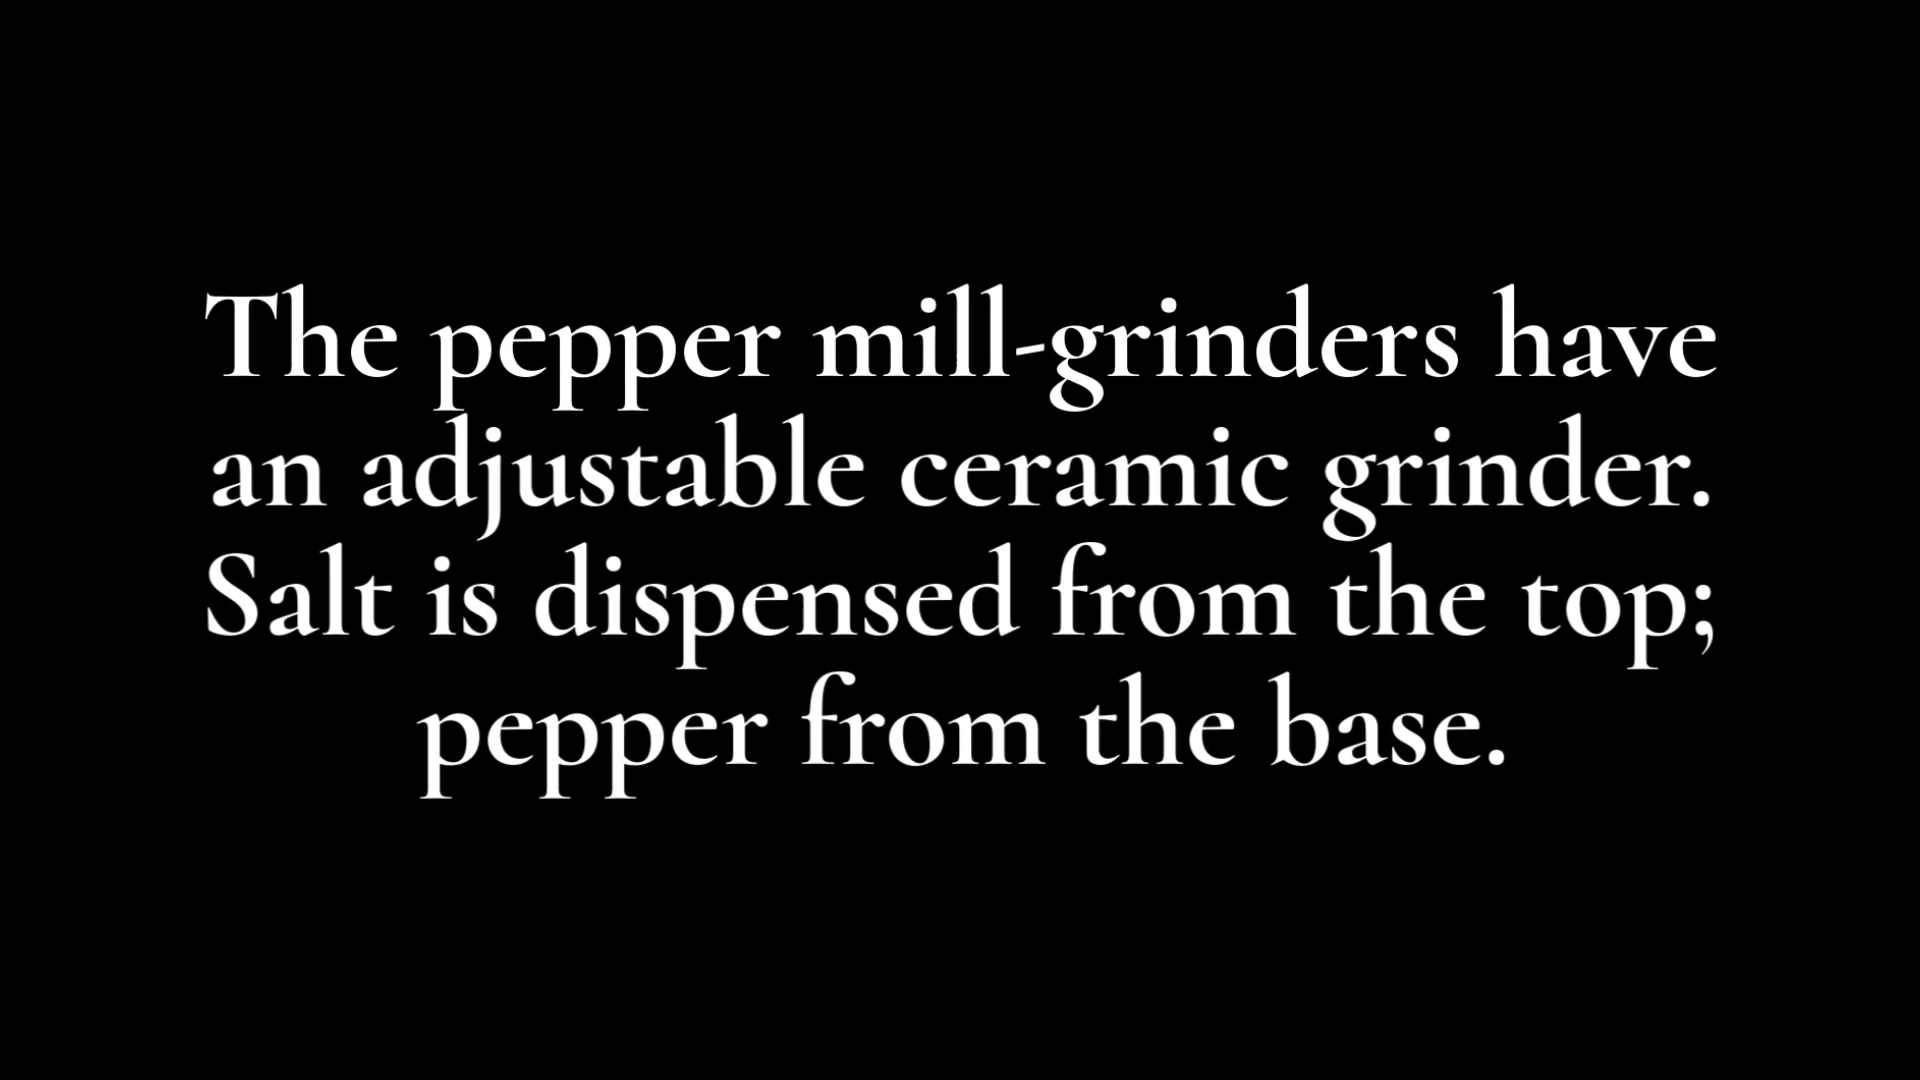 The pepper mill-grinders have
an adjustable ceramic grinder.
Salt is dispensed from the top;
pepper from the base.